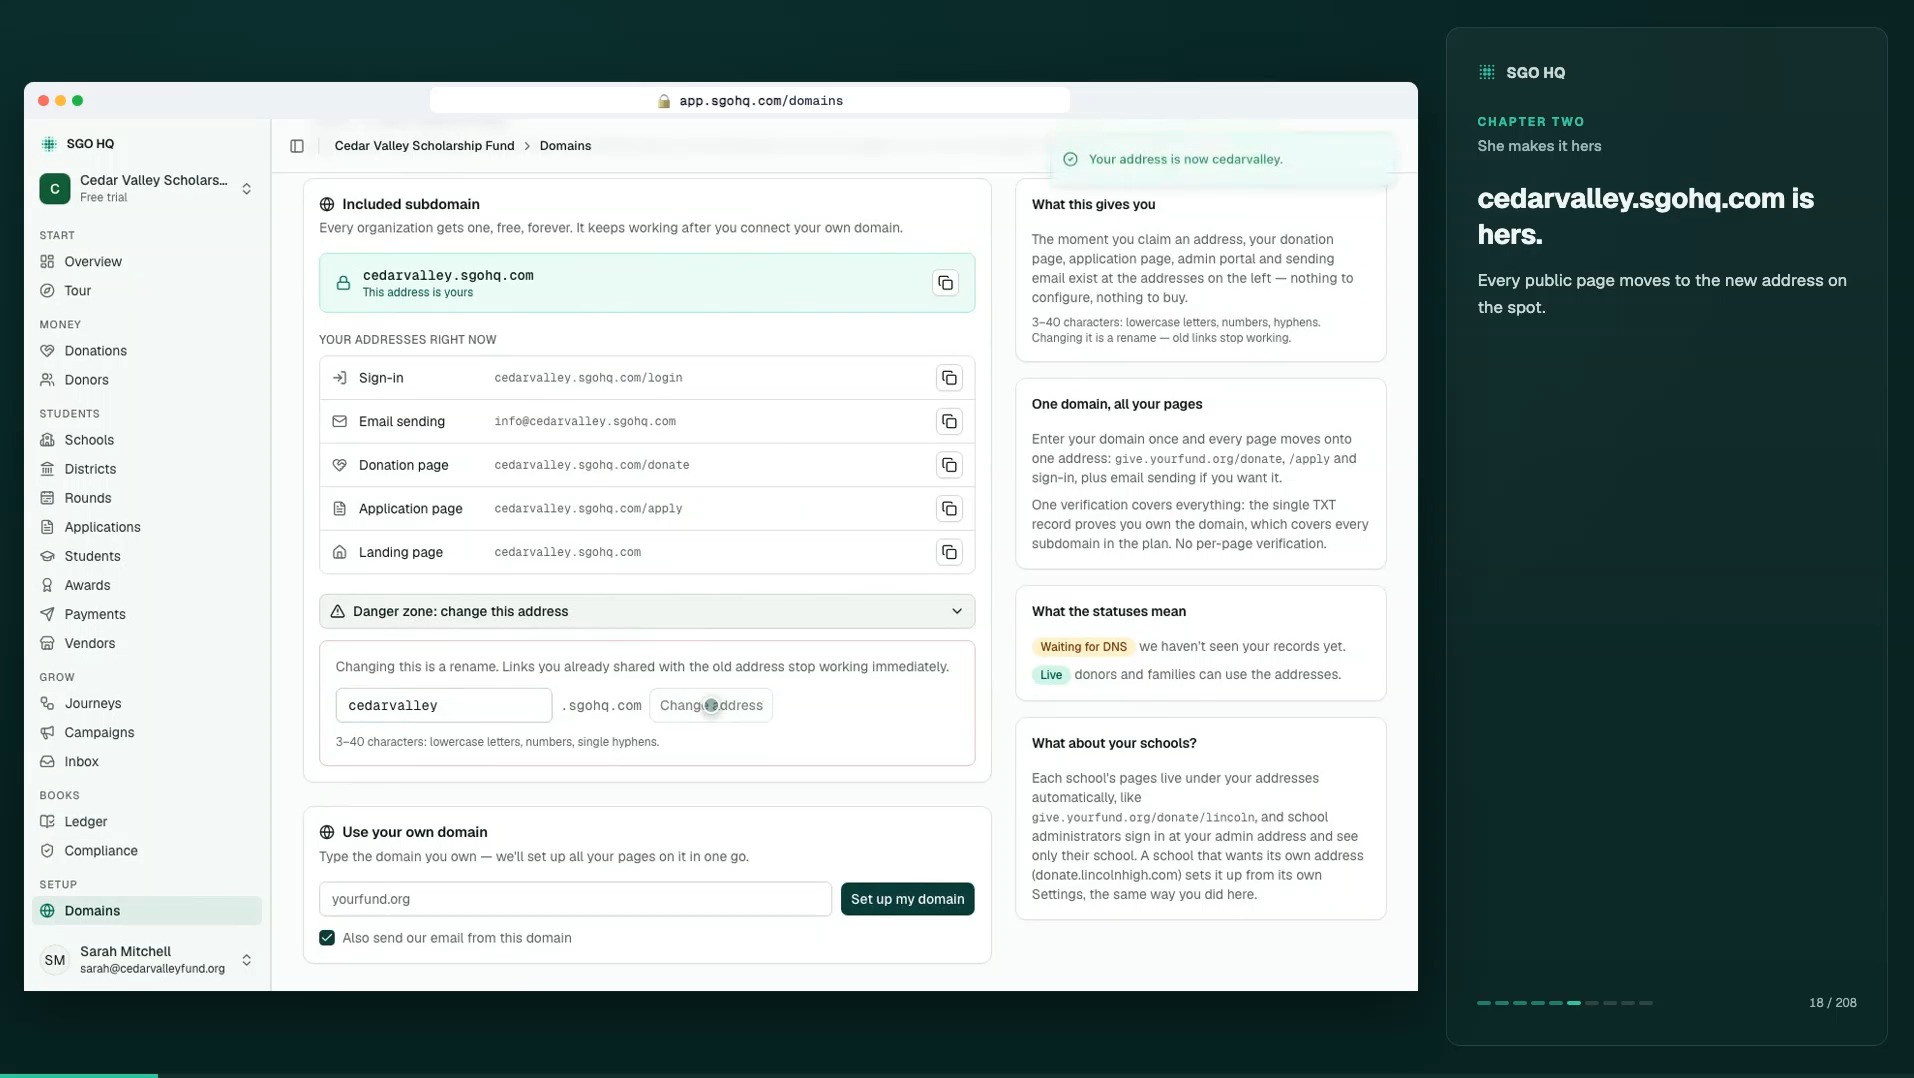 app.sgohq.com/domains
SGO HQ
Cedar Valley Scholars...
Free trial
C
START
Overview
Tour
MONEY
Donations
Donors
STUDENTS
Schools
Districts
Rounds
Applications
Students
Awards
Payments
Vendors
GROW
Journeys
Campaigns
Inbox
BOOKS
Ledger
Compliance
SETUP
Domains
SM
Sarah Mitchell
sarah@cedarvalleyfund.org
Cedar Valley Scholarship Fund > Domains
Your address is now cedarvalley.
Included subdomain
Every organization gets one, free, forever. It keeps working after you connect your own domain.
cedarvalley.sgohq.com
This address is yours
YOUR ADDRESSES RIGHT NOW
Sign-in cedarvalley.sgohq.com/login
Email sending info@cedarvalley.sgohq.com
Donation page cedarvalley.sgohq.com/donate
Application page cedarvalley.sgohq.com/apply
Landing page cedarvalley.sgohq.com
Danger zone: change this address
Changing this is a rename. Links you already shared with the old address stop working immediately.
cedarvalley .sgohq.com Change address
3–40 characters: lowercase letters, numbers, single hyphens.
Use your own domain
Type the domain you own — we'll set up all your pages on it in one go.
yourfund.org Set up my domain
Also send our email from this domain
What this gives you
The moment you claim an address, your donation
page, application page, admin portal and sending
email exist at the addresses on the left — nothing to
configure, nothing to buy.
3–40 characters: lowercase letters, numbers, hyphens.
Changing it is a rename — old links stop working.
One domain, all your pages
Enter your domain once and every page moves onto
one address: give.yourfund.org/donate, /apply and
sign-in, plus email sending if you want it.
One verification covers everything: the single TXT
record proves you own the domain, which covers every
subdomain in the plan. No per-page verification.
What the statuses mean
Waiting for DNS we haven't seen your records yet.
Live donors and families can use the addresses.
What about your schools?
Each school's pages live under your addresses
automatically, like
give.yourfund.org/donate/lincoln, and school
administrators sign in at your admin address and see
only their school. A school that wants its own address
(donate.lincolnhigh.com) sets it up from its own
Settings, the same way you did here.
SGO HQ
CHAPTER TWO
She makes it hers
cedarvalley.sgohq.com is
hers.
Every public page moves to the new address on
the spot.
18 / 208